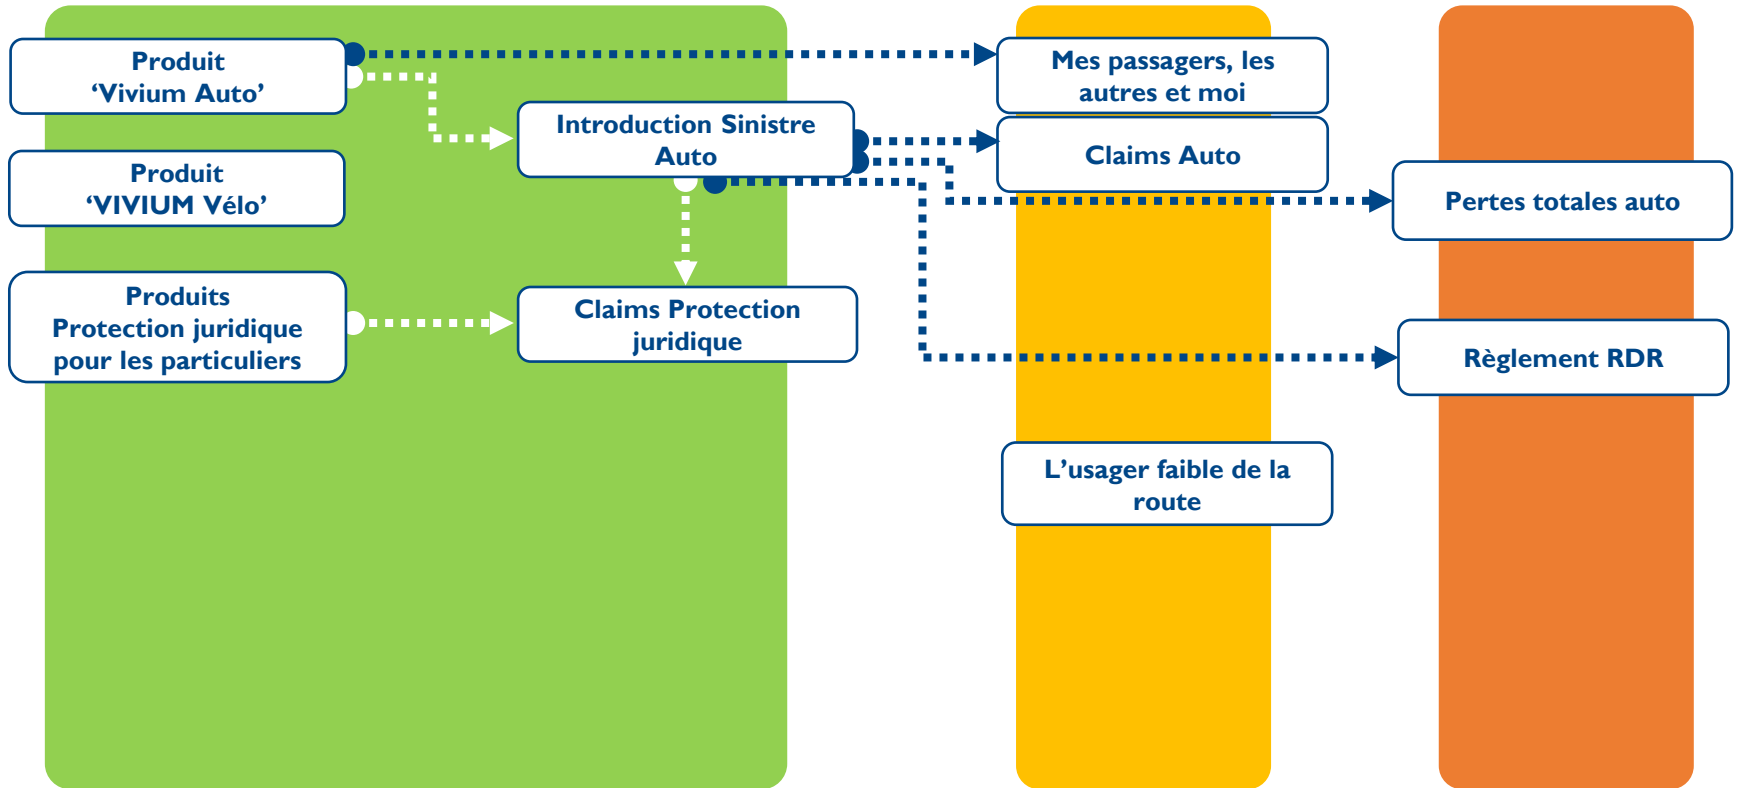 Produit
‘Vivium Auto’
Produit
‘VIVIUM Vélo’
Produits
Protection juridique
pour les particuliers
Introduction Sinistre
Auto
Claims Protection
juridique
Mes passagers, les
autres et moi
Claims Auto
L’usager faible de la
route
Pertes totales auto
Règlement RDR